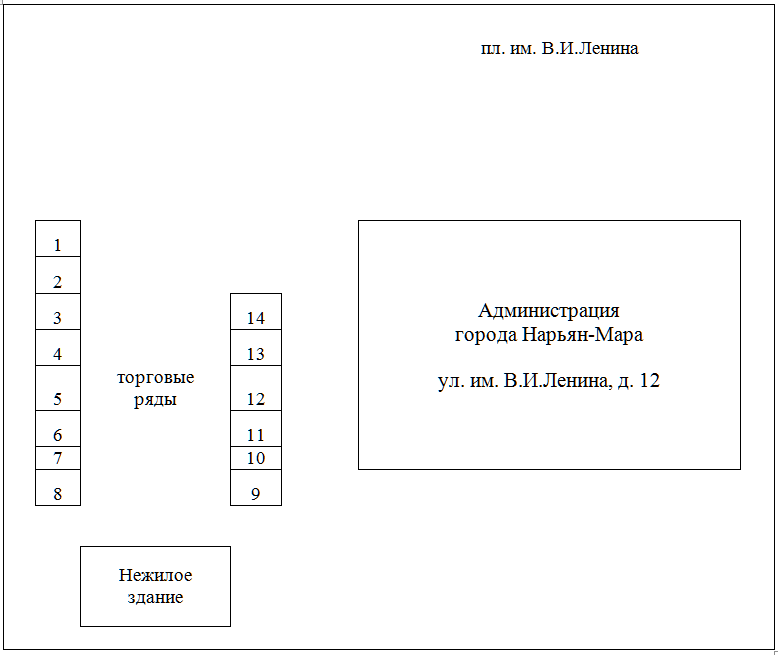 пл. им. В.И.Ленина
1
2
3
4
5
6
7
8
торговые
ряды
14
13
12
11
10
9
Администрация
города Нарьян-Мара
ул. им. В.И.Ленина, д. 12
Нежилое
здание